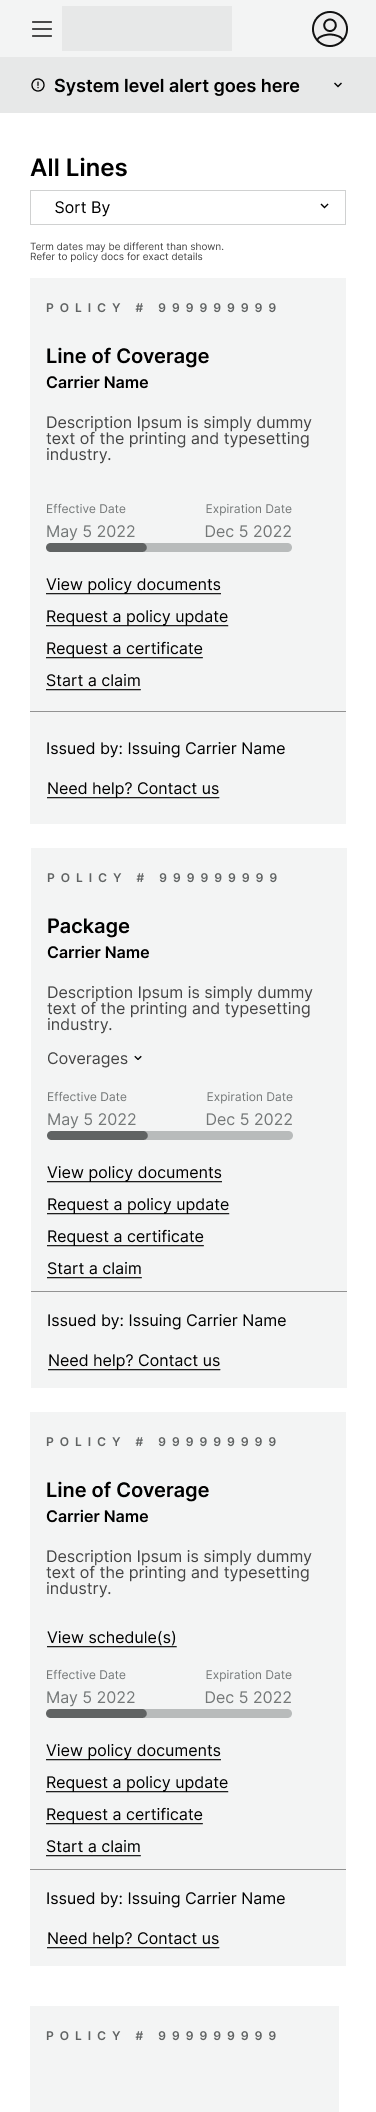 System level alert goes here
All Lines
Sort By
Term dates may be different than shown.
Refer to policy docs for exact details
POLICY # 999999999
Line of Coverage
Carrier Name
Description Ipsum is simply dummy
text of the printing and typesetting
industry.
Effective Date Expiration Date
May 5 2022 Dec 5 2022
View policy documents
Request a policy update
Request a certificate
Start a claim
Issued by: Issuing Carrier Name
Need help? Contact us
POLICY # 999999999
Package
Carrier Name
Description Ipsum is simply dummy
text of the printing and typesetting
industry.
Coverages
Effective Date Expiration Date
May 5 2022 Dec 5 2022
View policy documents
Request a policy update
Request a certificate
Start a claim
Issued by: Issuing Carrier Name
Need help? Contact us
POLICY # 999999999
Line of Coverage
Carrier Name
Description Ipsum is simply dummy
text of the printing and typesetting
industry.
View schedule(s)
Effective Date Expiration Date
May 5 2022 Dec 5 2022
View policy documents
Request a policy update
Request a certificate
Start a claim
Issued by: Issuing Carrier Name
Need help? Contact us
POLICY # 999999999